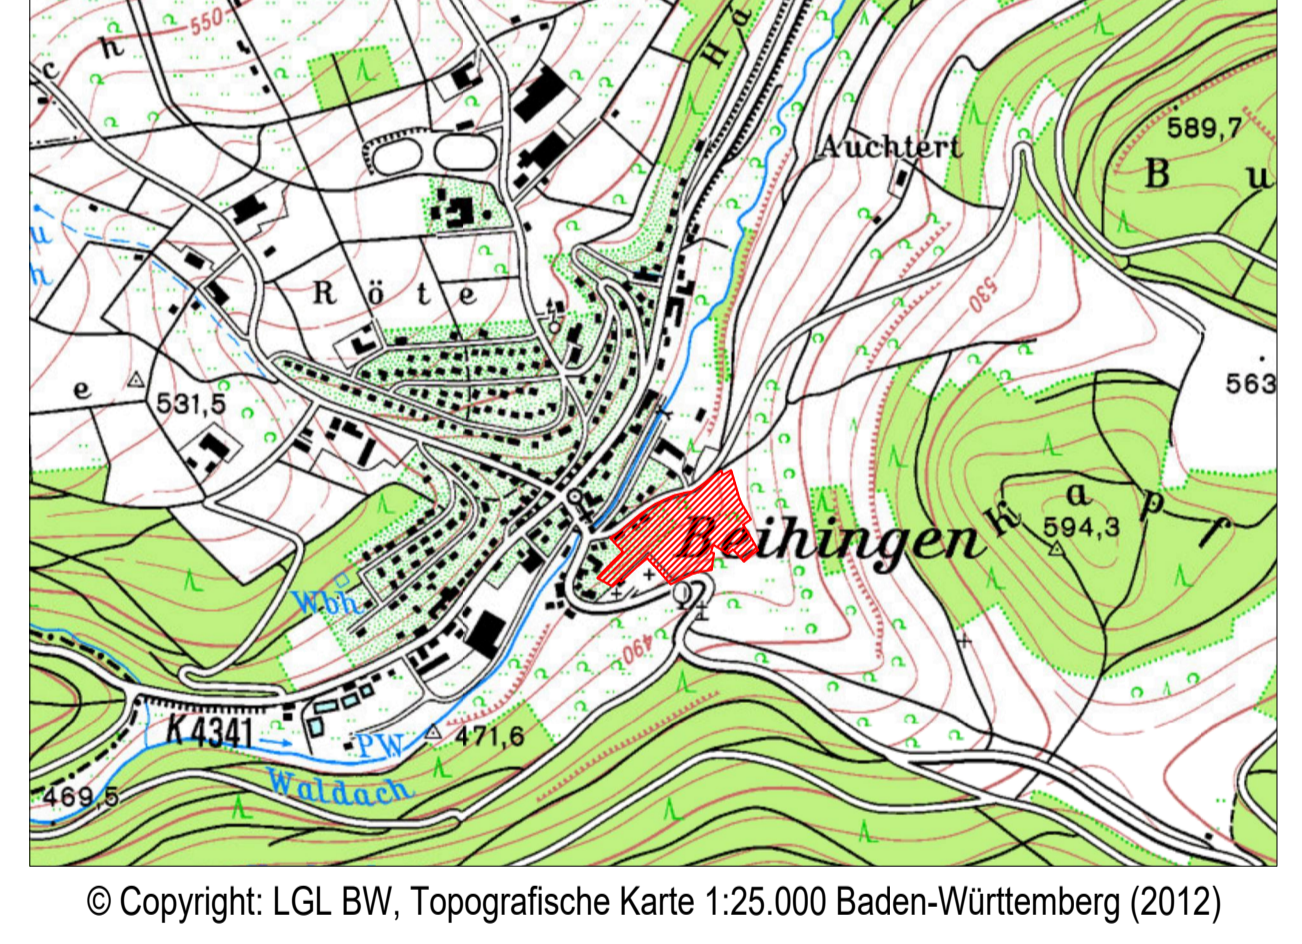 550
h
c
H
ä
589,7
Auchtert
B
u
u
h
R ö t e
530
563
e
531,5
a
h
p
f
594,3
Beihingen
Wbh
490
K 4341
PW
471,6
Waldach
469,5
© Copyright: LGL BW, Topografische Karte 1:25.000 Baden-Württemberg (2012)